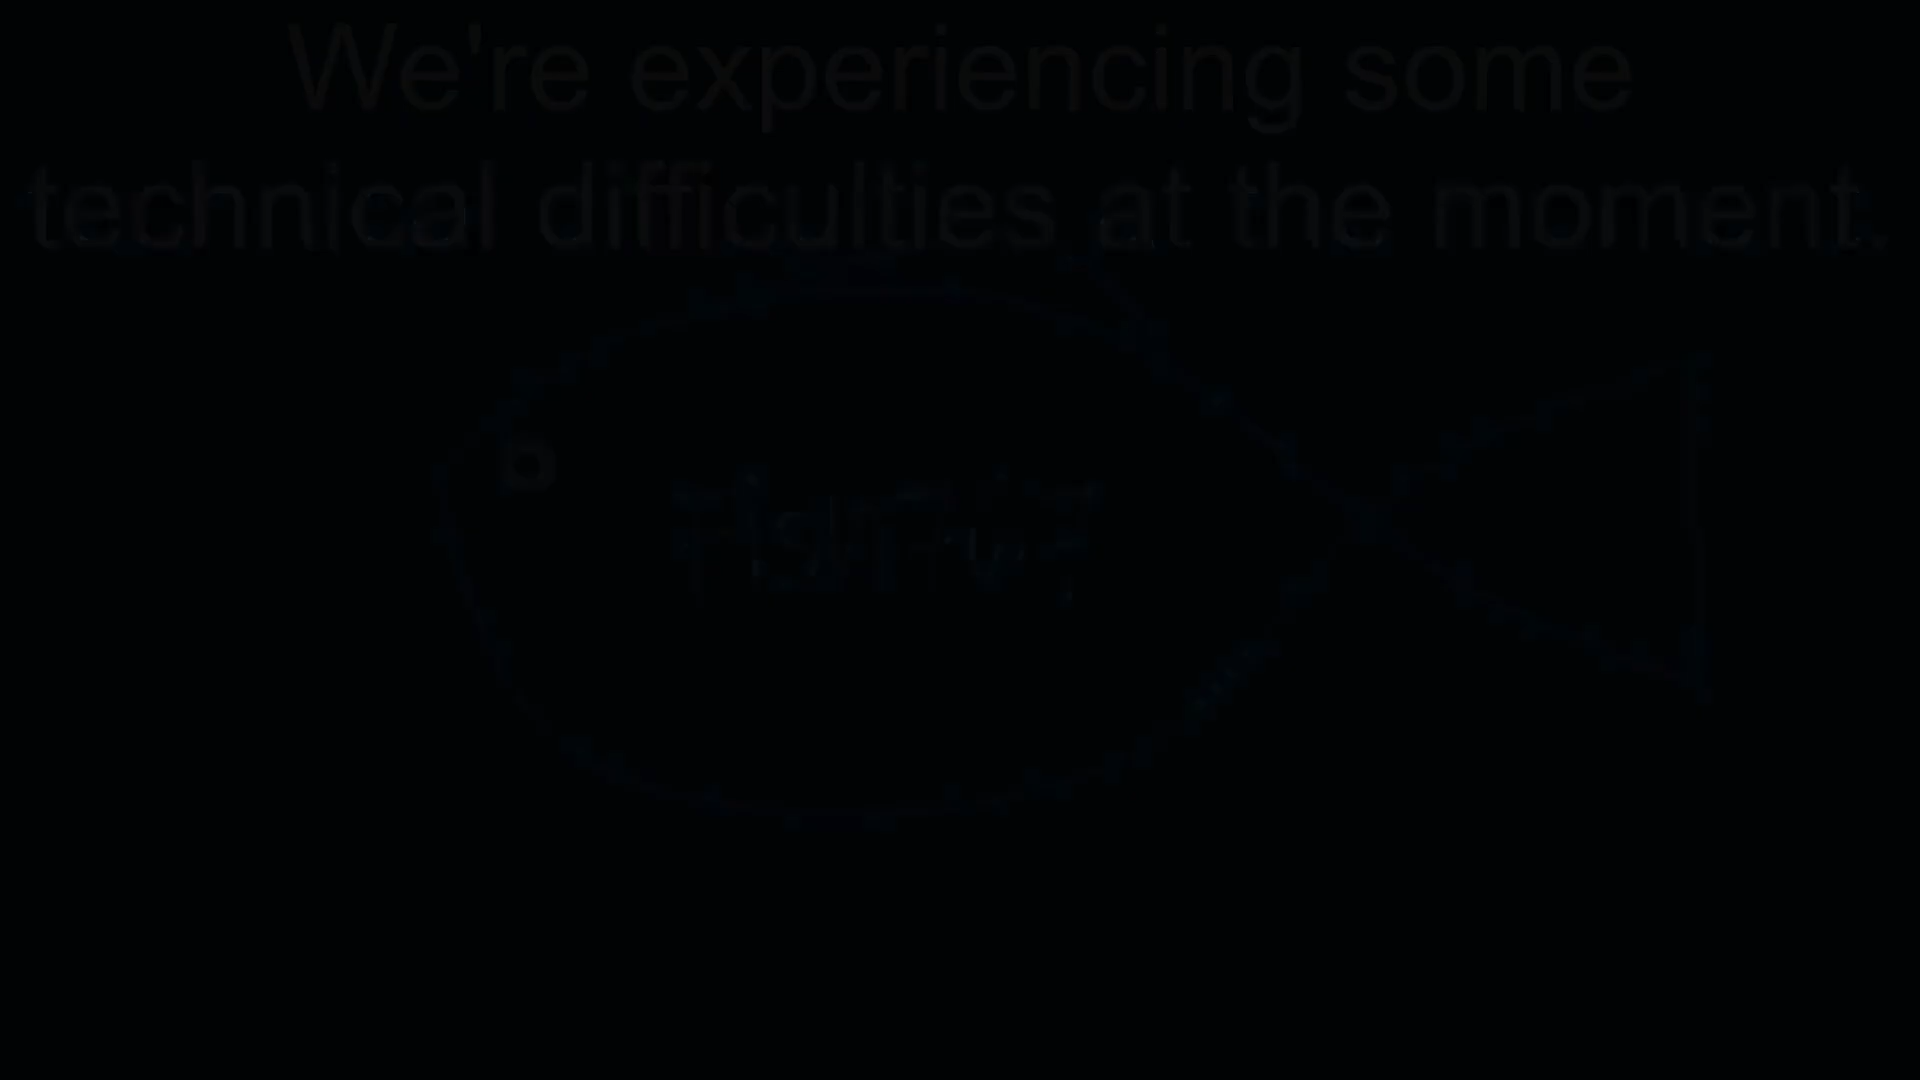 We're experiencing some
technical difficulties at the moment.